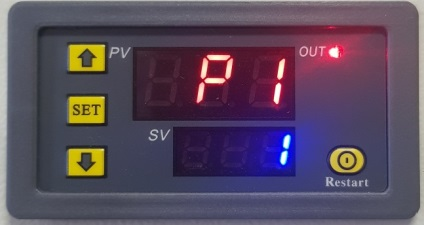 PV P1 OUT
SET
SV 1
Restart